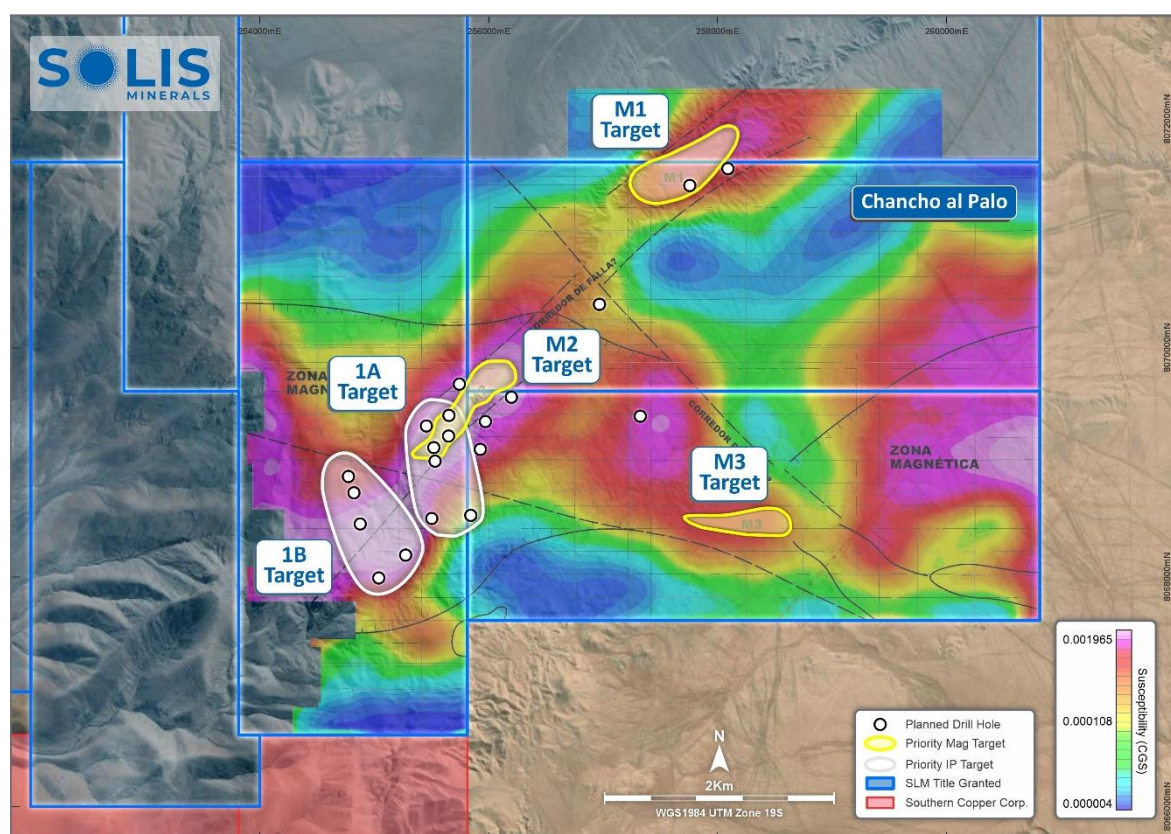 254000mE
256000mE
258000mE
260000mE
SOLIS
MINERALS
M1
Target
8072000mN
M1
Chancho al Palo
CORREDOR DE FALLA?
M2
Target
8070000mN
1A
Target
ZONA
M2
CORREDOR
ZONA
MAGNÉTICA
M3
Target
M3
1B
Target
8068000mN
0.001965
0.000108
0.000004
Susceptibility (CGS)
Planned Drill Hole
Priority Mag Target
Priority IP Target
SLM Title Granted
Southern Copper Corp.
N
2Km
WGS1984 UTM Zone 19S